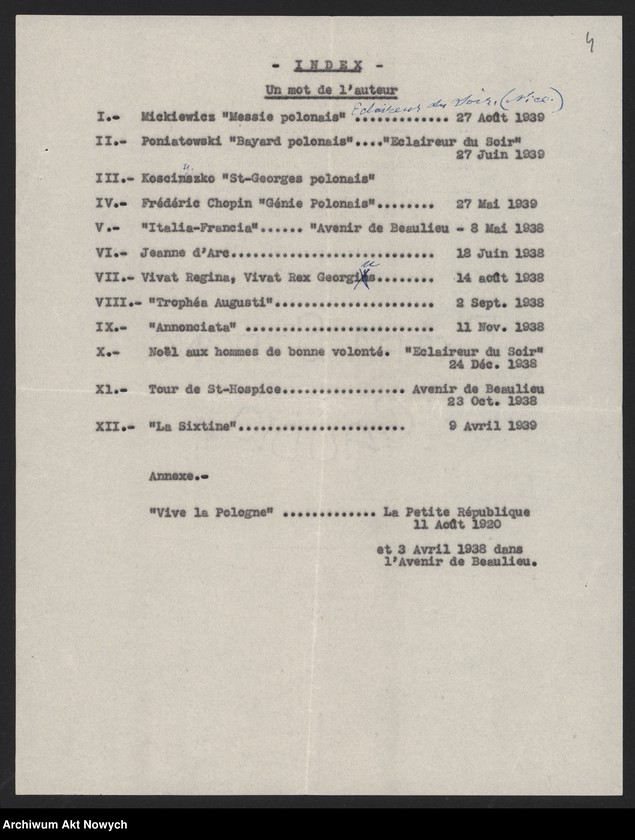 4
- I N D E X -
Un mot de l'auteur
Eclaireur du Soir. (Nice.)
I.- Mickiewicz "Messie polonais" ............. 27 Août 1939
II.- Poniatowski "Bayard polonais"...."Eclaireur du Soir"
27 Juin 1939
III.- Kosciuszko "St-Georges polonais"
IV.- Frédéric Chopin "Génie Polonais"........ 27 Mai 1939
V.- "Italia-Francia"...... "Avenir de Beaulieu - 8 Mai 1938
VI.- Jeanne d'Arc............................ 18 Juin 1938
VII.- Vivat Regina, Vivat Rex Georgius........ 14 août 1938
VIII.- "Trophéa Augusti"...................... 2 Sept. 1938
IX.- "Annonciata" .......................... 11 Nov. 1938
X.- Noël aux hommes de bonne volonté. "Eclaireur du Soir"
24 Déc. 1938
XI.- Tour de St-Hospice................. Avenir de Beaulieu
23 Oct. 1938
XII.- "La Sixtine"....................... 9 Avril 1939
Annexe.-
"Vive la Pologne" ............. La Petite République
11 Août 1920
et 3 Avril 1938 dans
l'Avenir de Beaulieu.
Archiwum Akt Nowych